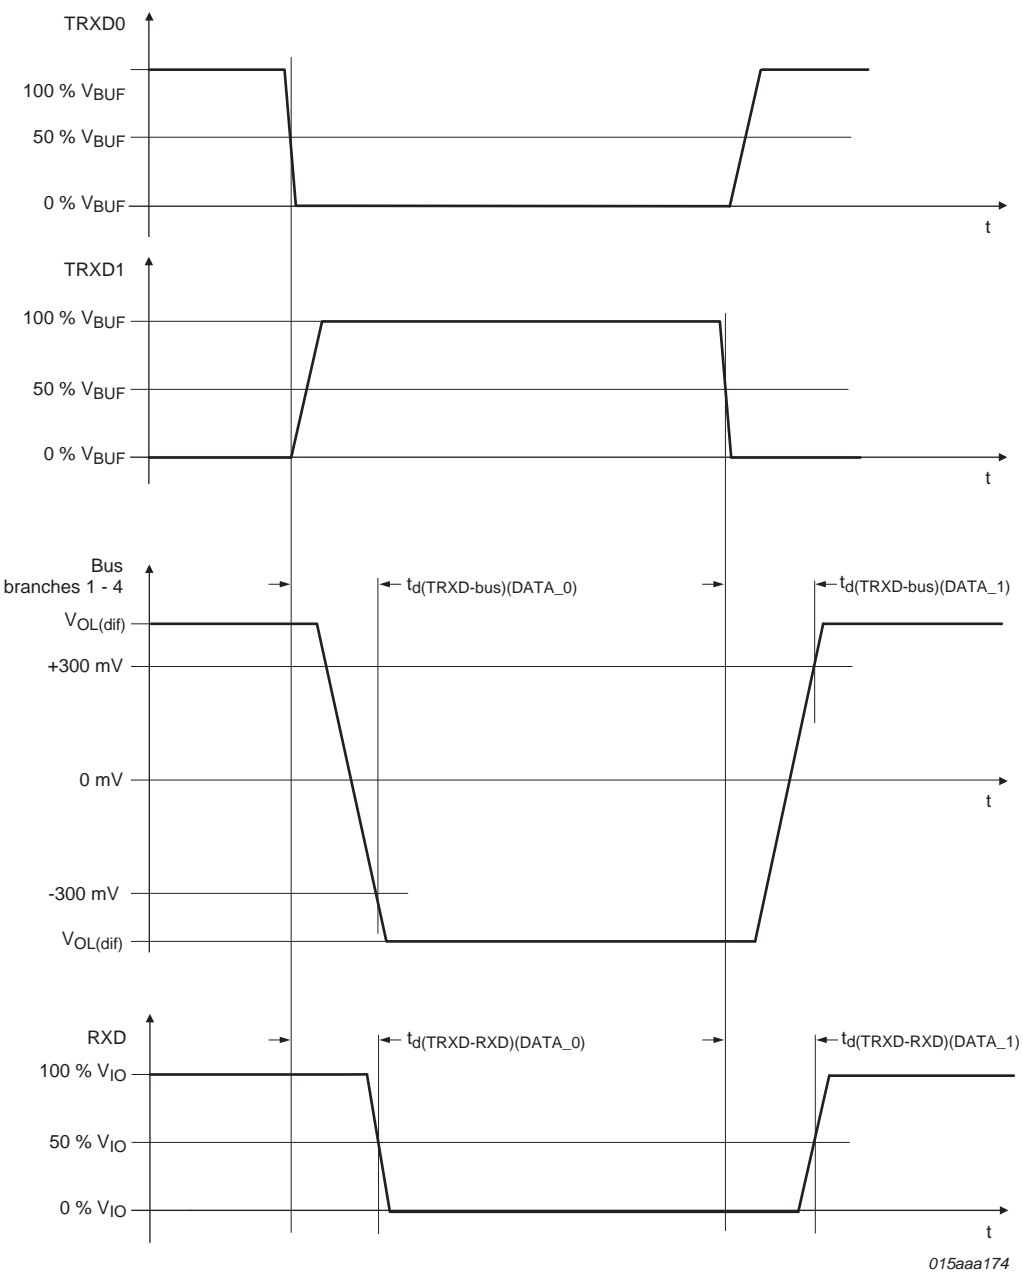 TRXD0
100 % VBUF
50 % VBUF
0 % VBUF
t
TRXD1
100 % VBUF
50 % VBUF
0 % VBUF
t
Bus
branches 1 - 4
td(TRXD-bus)(DATA_0)
td(TRXD-bus)(DATA_1)
VOL(dif)
+300 mV
0 mV
t
-300 mV
VOL(dif)
RXD
td(TRXD-RXD)(DATA_0)
td(TRXD-RXD)(DATA_1)
100 % VIO
50 % VIO
0 % VIO
t
015aaa174